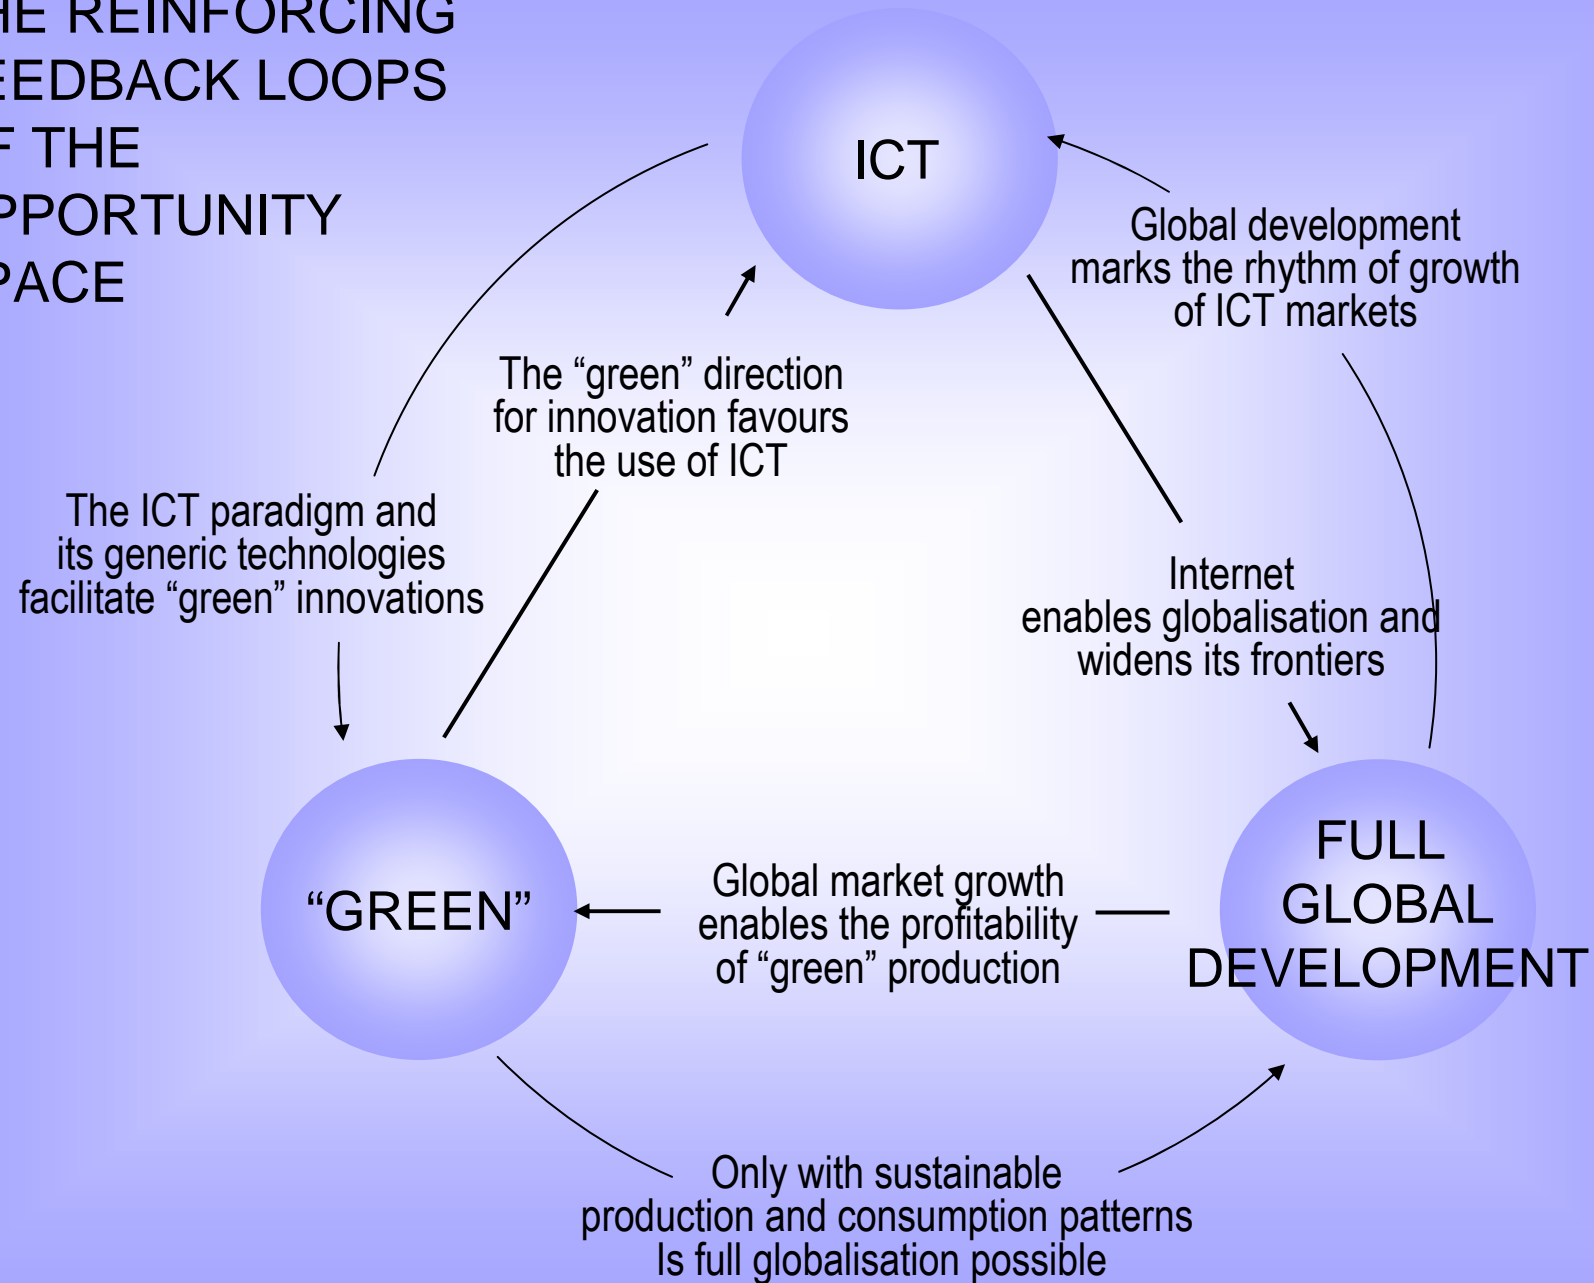 HE REINFORCING
EEDBACK LOOPS
F THE
PPORTUNITY
PACE
ICT
Global development
marks the rhythm of growth
of ICT markets
The “green” direction
for innovation favours
the use of ICT
The ICT paradigm and
its generic technologies
facilitate “green” innovations
Internet
enables globalisation and
widens its frontiers
“GREEN”
Global market growth
enables the profitability
of “green” production
FULL
GLOBAL
DEVELOPMENT
Only with sustainable
production and consumption patterns
Is full globalisation possible